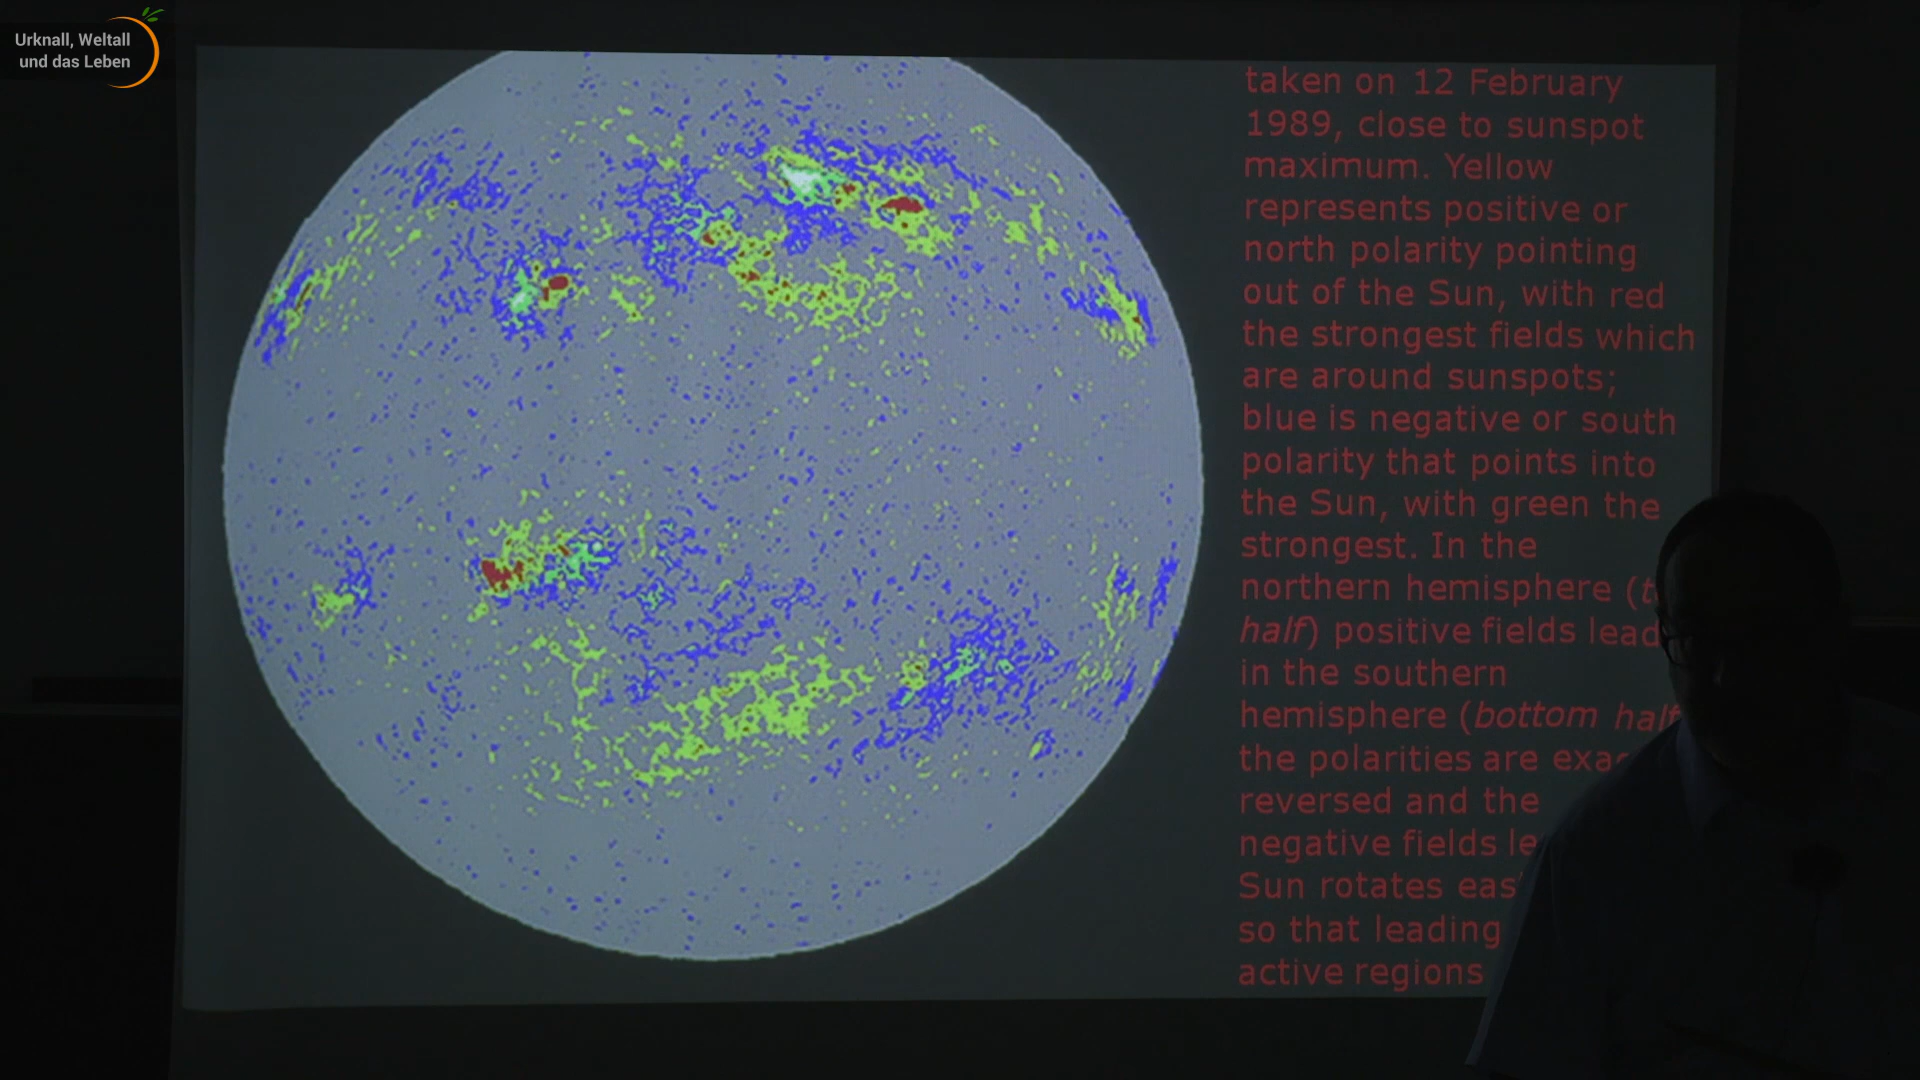 Urknall, Weltall
und das Leben
taken on 12 February
1989, close to sunspot
maximum. Yellow
represents positive or
north polarity pointing
out of the Sun, with red
the strongest fields which
are around sunspots;
blue is negative or south
polarity that points into
the Sun, with green the
strongest. In the
northern hemisphere
half) positive fields lead
in the southern
hemisphere (bottom half
the polarities are
reversed and the
negative fields
Sun rotates
so that leading
active regions